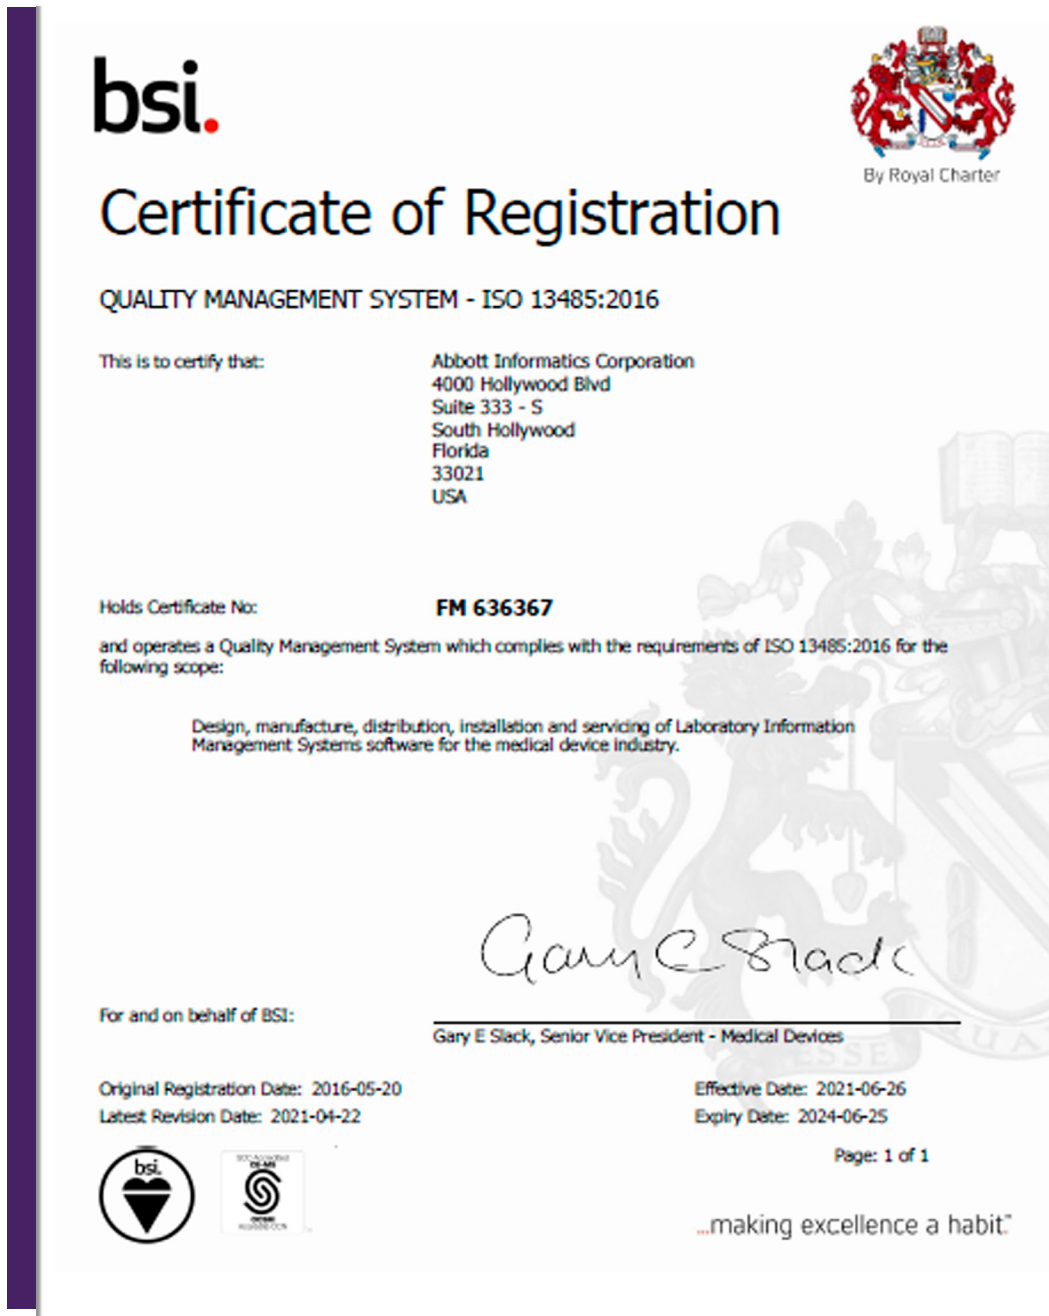 bsi.
By Royal Charter
Certificate of Registration
QUALITY MANAGEMENT SYSTEM - ISO 13485:2016
This is to certify that:
Abbott Informatics Corporation
4000 Hollywood Blvd
Suite 333 - S
South Hollywood
Florida
33021
USA
Holds Certificate No:
FM 636367
and operates a Quality Management System which complies with the requirements of ISO 13485:2016 for the
following scope:
Design, manufacture, distribution, installation and servicing of Laboratory Information
Management Systems software for the medical device industry.
Gary E Slack
For and on behalf of BSI:
Gary E Slack, Senior Vice President - Medical Devices
ESSE
Original Registration Date: 2016-05-20
Effective Date: 2021-06-26
Latest Revision Date: 2021-04-22
Expiry Date: 2024-06-25
Page: 1 of 1
bsi.
...making excellence a habit.™